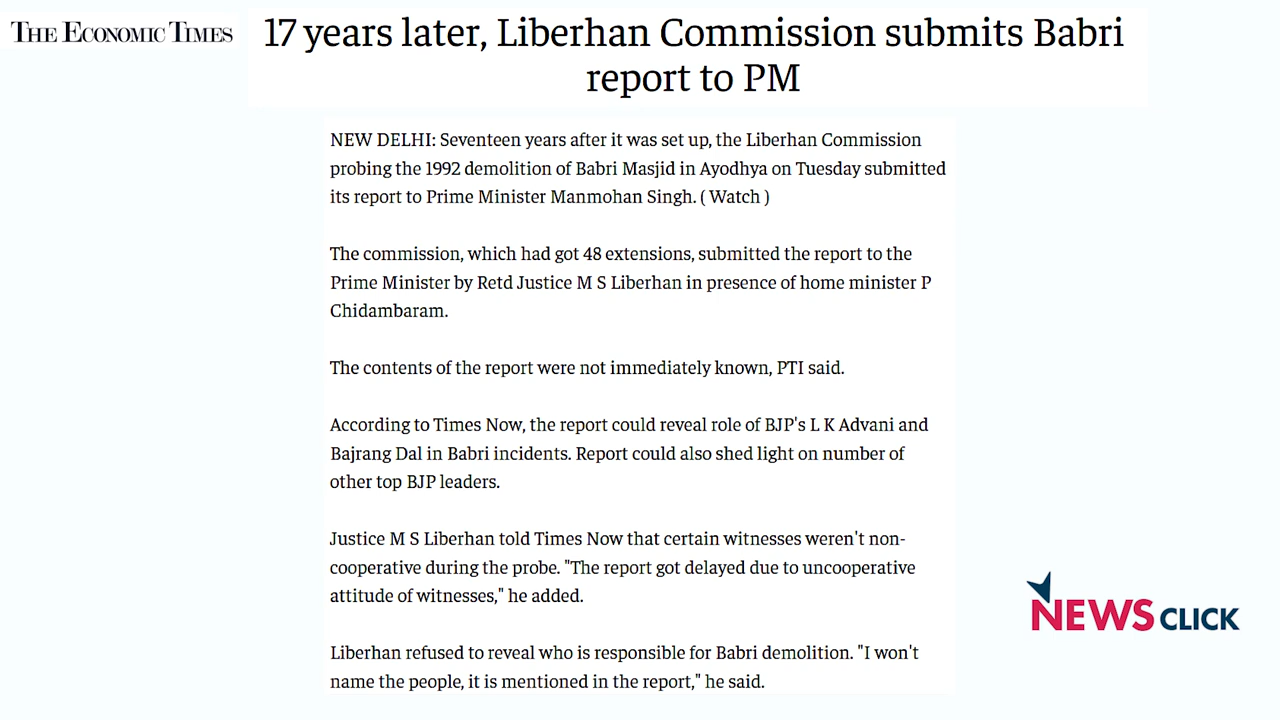 THE ECONOMIC TIMES
17 years later, Liberhan Commission submits Babri
report to PM
NEW DELHI: Seventeen years after it was set up, the Liberhan Commission
probing the 1992 demolition of Babri Masjid in Ayodhya on Tuesday submitted
its report to Prime Minister Manmohan Singh. ( Watch )
The commission, which had got 48 extensions, submitted the report to the
Prime Minister by Retd Justice M S Liberhan in presence of home minister P
Chidambaram.
The contents of the report were not immediately known, PTI said.
According to Times Now, the report could reveal role of BJP's L K Advani and
Bajrang Dal in Babri incidents. Report could also shed light on number of
other top BJP leaders.
Justice M S Liberhan told Times Now that certain witnesses weren't non-
cooperative during the probe. "The report got delayed due to uncooperative
attitude of witnesses," he added.
Liberhan refused to reveal who is responsible for Babri demolition. "I won't
name the people, it is mentioned in the report," he said.
NEWSCLICK